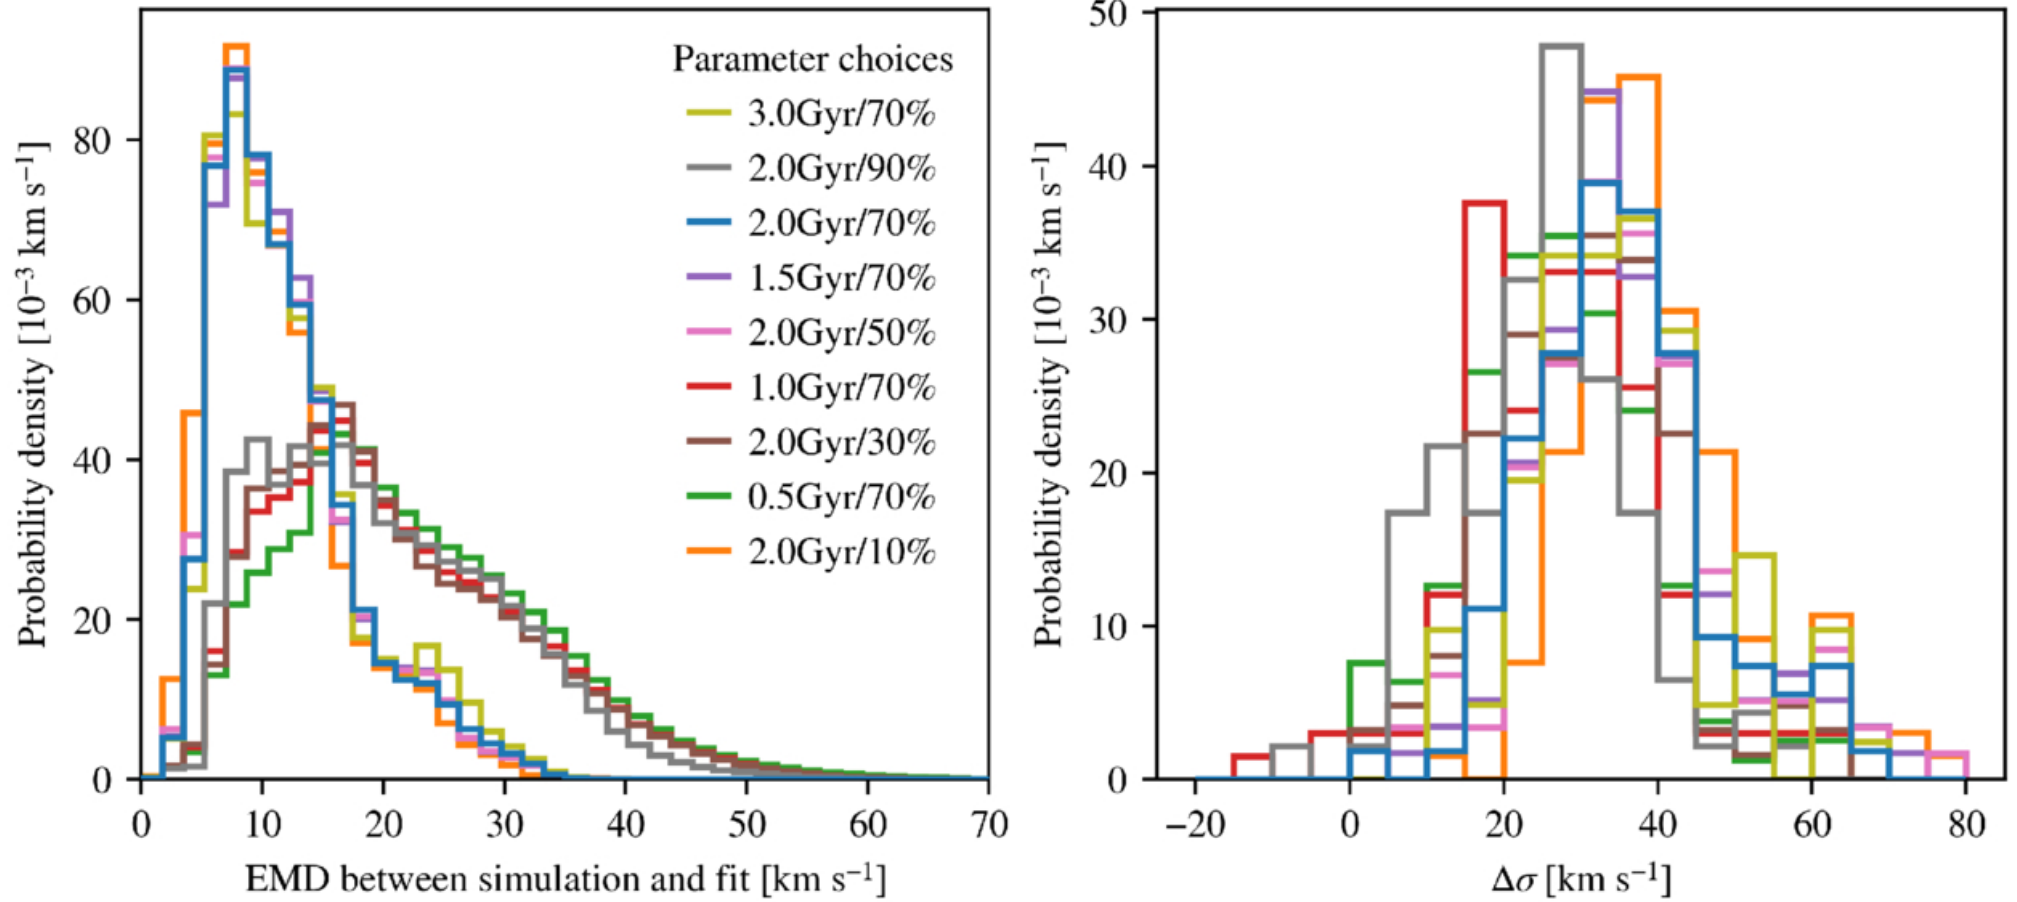 Probability density [10⁻³ km s⁻¹]
80
60
40
20
0
0 10 20 30 40 50 60 70
EMD between simulation and fit [km s⁻¹]
Parameter choices
3.0Gyr/70%
2.0Gyr/90%
2.0Gyr/70%
1.5Gyr/70%
2.0Gyr/50%
1.0Gyr/70%
2.0Gyr/30%
0.5Gyr/70%
2.0Gyr/10%
Probability density [10⁻³ km s⁻¹]
50
40
30
20
10
0
−20 0 20 40 60 80
Δσ [km s⁻¹]